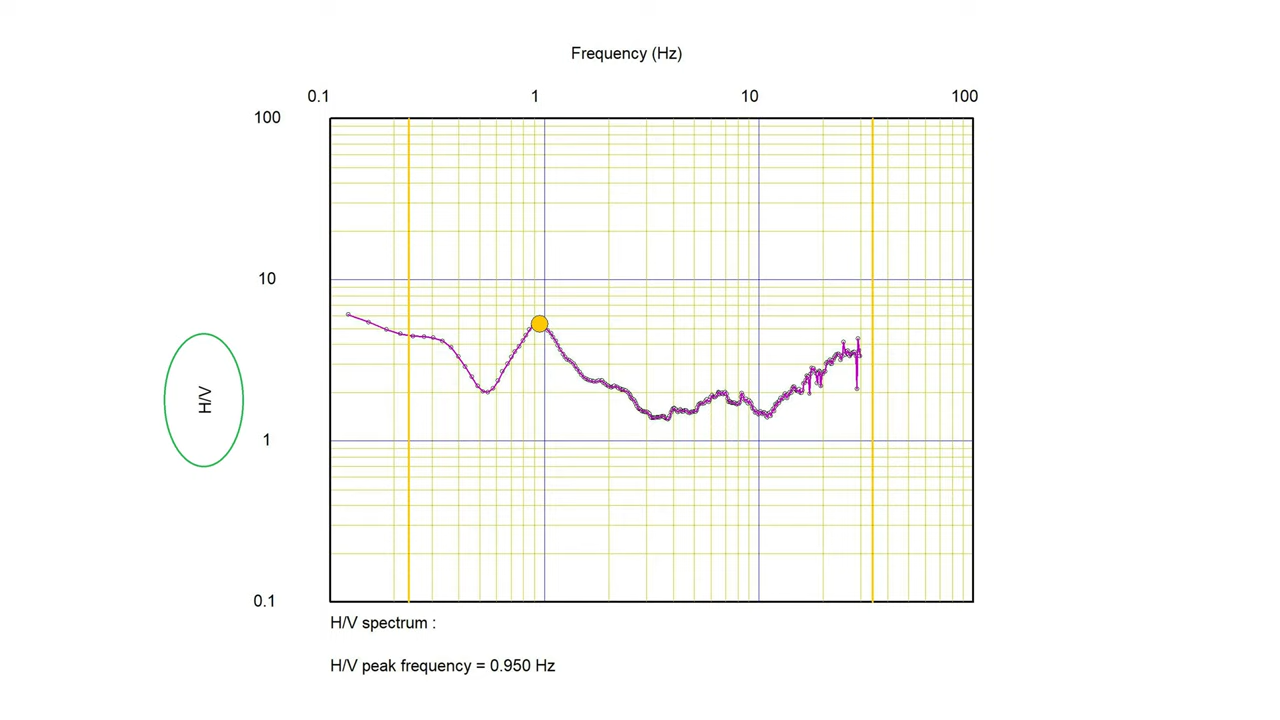 Frequency (Hz)
0.1 1 10 100
100
10
H/V
1
0.1
H/V spectrum :
H/V peak frequency = 0.950 Hz